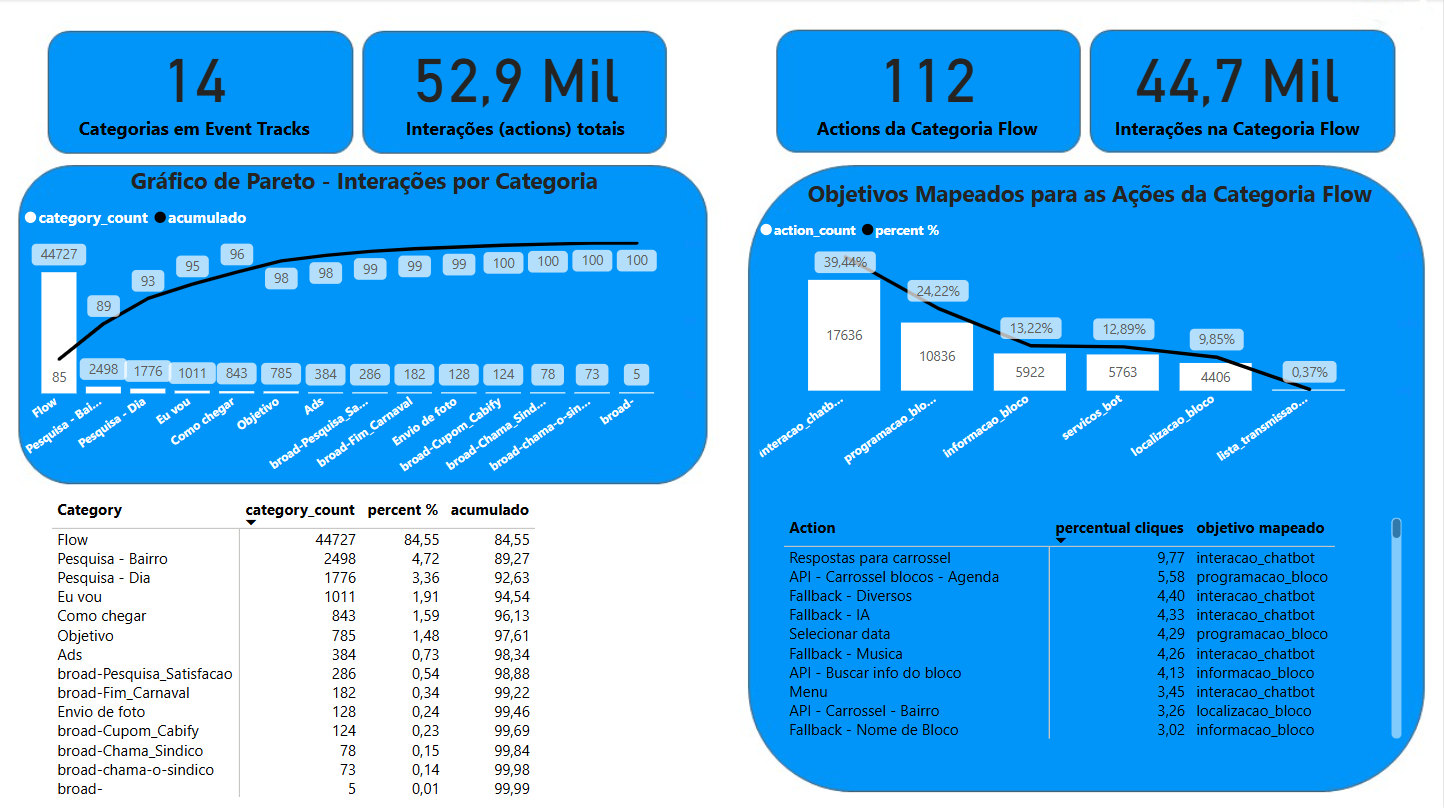 14
Categorias em Event Tracks
52,9 Mil
Interações (actions) totais
Gráfico de Pareto - Interações por Categoria
category_count acumulado
44727
85 89 93 95 96 98 98 99 99 99 100 100 100 100
2498 1776 1011 843 785 384 286 182 128 124 78 73 5
Flow
Pesquisa - Bai...
Pesquisa - Dia
Eu vou
Como chegar
Objetivo
Ads
broad-Pesquisa_Sa...
broad-Fim_Carnaval
Envio de foto
broad-Cupom_Cabify
broad-Chama_Sind...
broad-chama-o-sin...
broad-
Category category_count percent % acumulado
Flow 44727 84,55 84,55
Pesquisa - Bairro 2498 4,72 89,27
Pesquisa - Dia 1776 3,36 92,63
Eu vou 1011 1,91 94,54
Como chegar 843 1,59 96,13
Objetivo 785 1,48 97,61
Ads 384 0,73 98,34
broad-Pesquisa_Satisfacao 286 0,54 98,88
broad-Fim_Carnaval 182 0,34 99,22
Envio de foto 128 0,24 99,46
broad-Cupom_Cabify 124 0,23 99,69
broad-Chama_Sindico 78 0,15 99,84
broad-chama-o-sindico 73 0,14 99,98
broad- 5 0,01 99,99
112
Actions da Categoria Flow
44,7 Mil
Interações na Categoria Flow
Objetivos Mapeados para as Ações da Categoria Flow
action_count percent %
39,44% 24,22% 13,22% 12,89% 9,85% 0,37%
17636 10836 5922 5763 4406
interacao_chatb...
programacao_blo...
informacao_bloco
servicos_bot
localizacao_bloco
lista_transmissao...
Action percentual cliques objetivo mapeado
Respostas para carrossel 9,77 interacao_chatbot
API - Carrossel blocos - Agenda 5,58 programacao_bloco
Fallback - Diversos 4,40 interacao_chatbot
Fallback - IA 4,33 interacao_chatbot
Selecionar data 4,29 programacao_bloco
Fallback - Musica 4,26 interacao_chatbot
API - Buscar info do bloco 4,13 informacao_bloco
Menu 3,45 interacao_chatbot
API - Carrossel - Bairro 3,26 localizacao_bloco
Fallback - Nome de Bloco 3,02 informacao_bloco